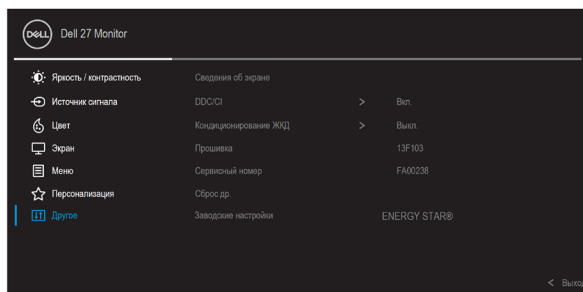 DELL Dell 27 Monitor
Яркость / контрастность Сведения об экране
Источник сигнала DDC/CI > Вкл.
Цвет Кондиционирование ЖКД > Выкл.
Экран Прошивка 13F103
Меню Сервисный номер FA00238
Персонализация Сброс др.
Другое Заводские настройки ENERGY STAR®
< Выход